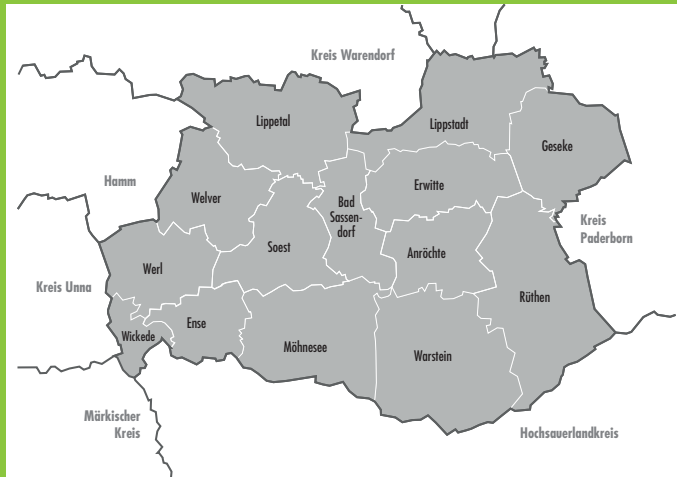 Kreis Warendorf
Lippetal
Lippstadt
Geseke
Hamm
Welver
Bad
Sassen-
dorf
Erwitte
Kreis
Paderborn
Soest
Anröchte
Werl
Kreis Unna
Rüthen
Wickede
Ense
Möhnesee
Warstein
Märkischer
Kreis
Hochsauerlandkreis